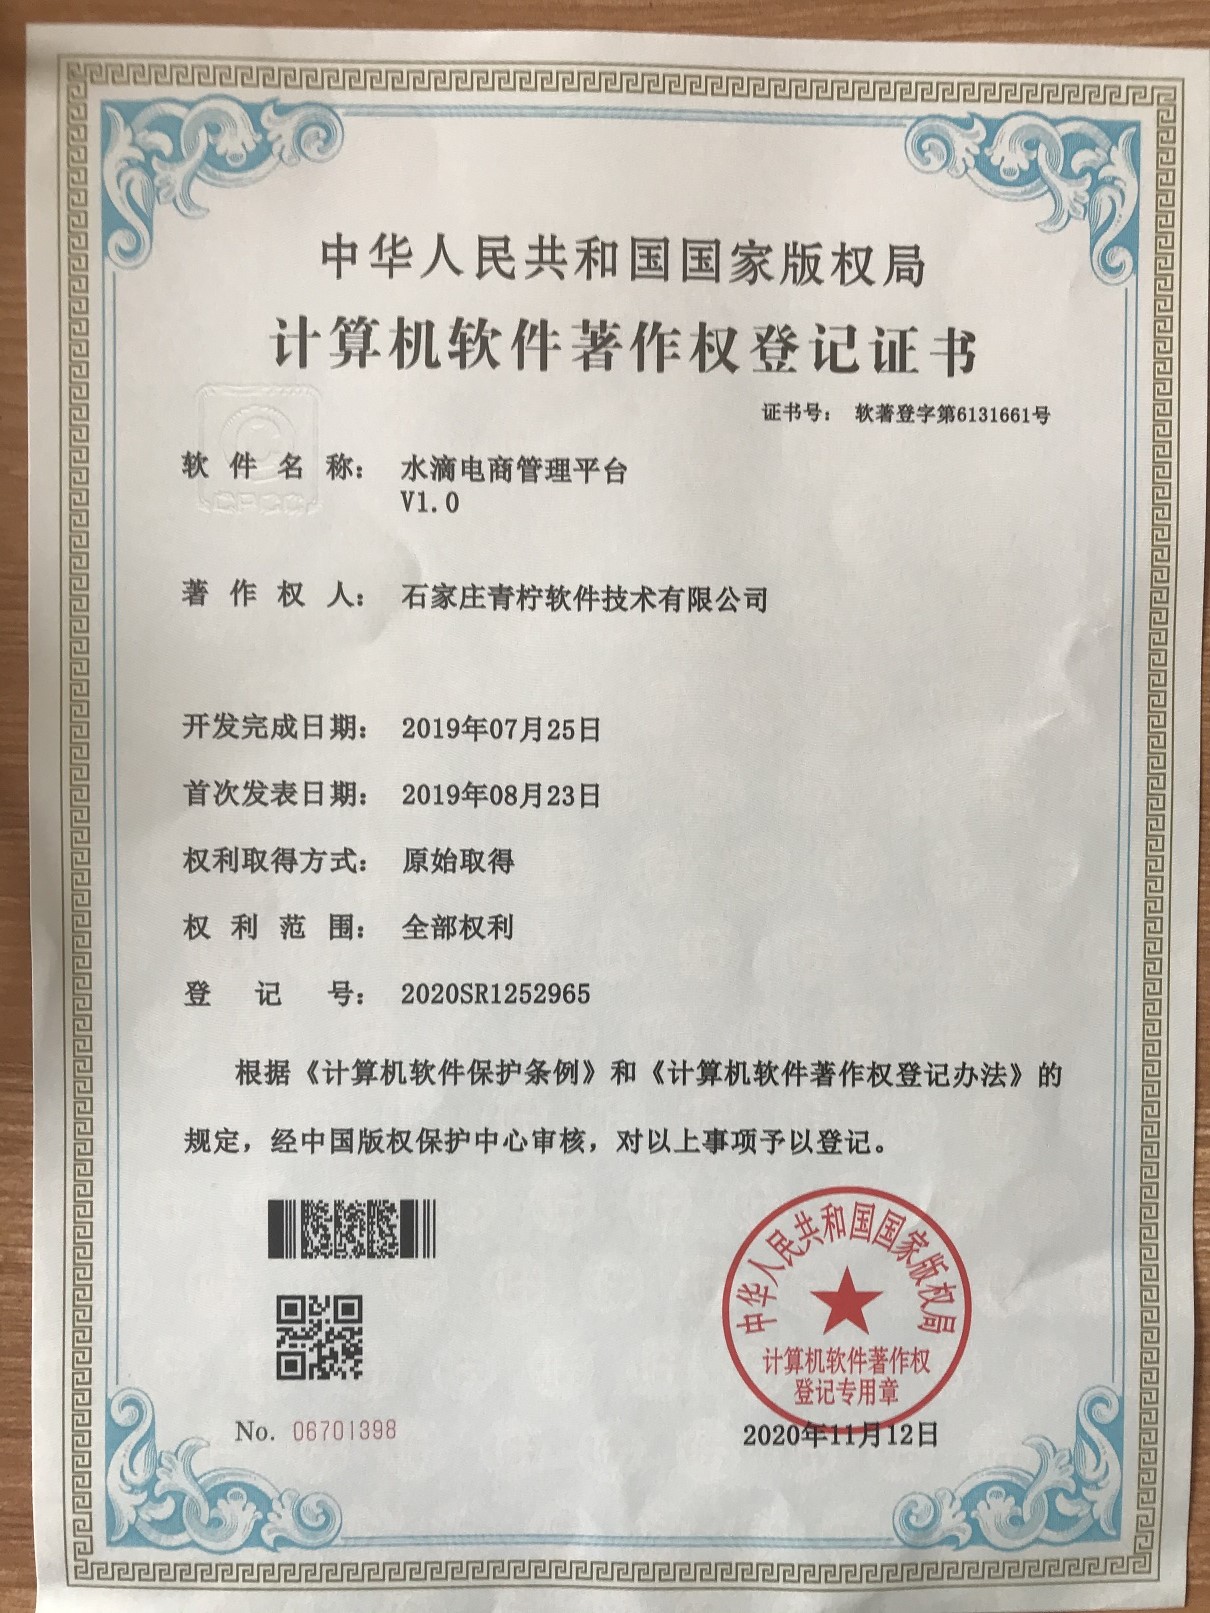 中华人民共和国国家版权局
计算机软件著作权登记证书
证书号： 软著登字第6131661号
CPCC
软件名称： 水滴电商管理平台
V1.0
著作权人： 石家庄青柠软件技术有限公司
开发完成日期： 2019年07月25日
首次发表日期： 2019年08月23日
权利取得方式： 原始取得
权利范围： 全部权利
登记号： 2020SR1252965
根据《计算机软件保护条例》和《计算机软件著作权登记办法》的
规定，经中国版权保护中心审核，对以上事项予以登记。
中华人民共和国国家版权局
计算机软件著作权
登记专用章
No. 06701398
2020年11月12日